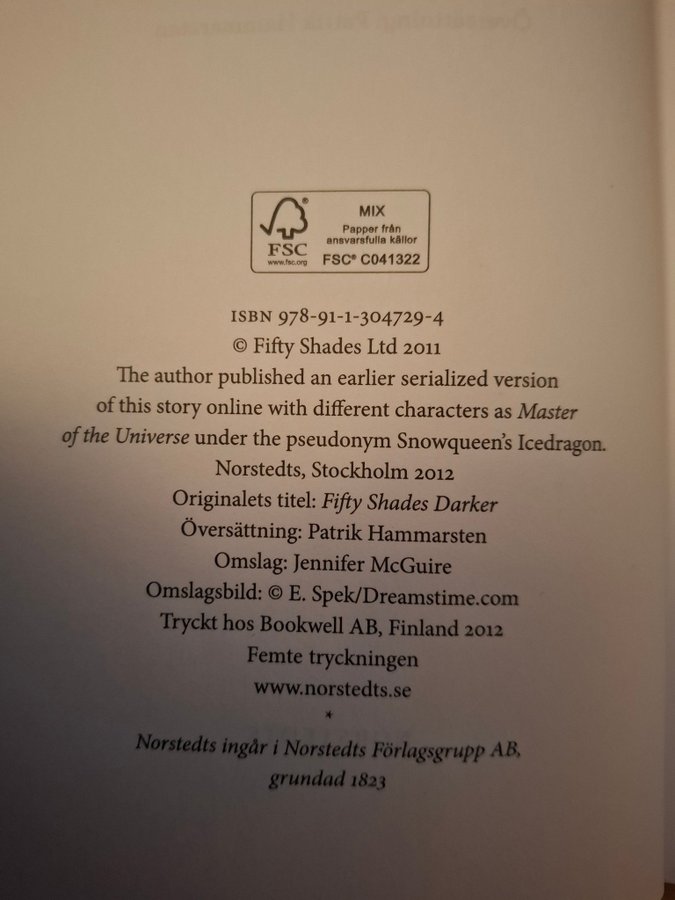 MIX
Papper från
ansvarsfulla källor
FSC® C041322
FSC
®
www.fsc.org
ISBN 978-91-1-304729-4
© Fifty Shades Ltd 2011
The author published an earlier serialized version
of this story online with different characters as Master
of the Universe under the pseudonym Snowqueen's Icedragon.
Norstedts, Stockholm 2012
Originalets titel: Fifty Shades Darker
Översättning: Patrik Hammarsten
Omslag: Jennifer McGuire
Omslagsbild: © E. Spek/Dreamstime.com
Tryckt hos Bookwell AB, Finland 2012
Femte tryckningen
www.norstedts.se
*
Norstedts ingår i Norstedts Förlagsgrupp AB,
grundad 1823